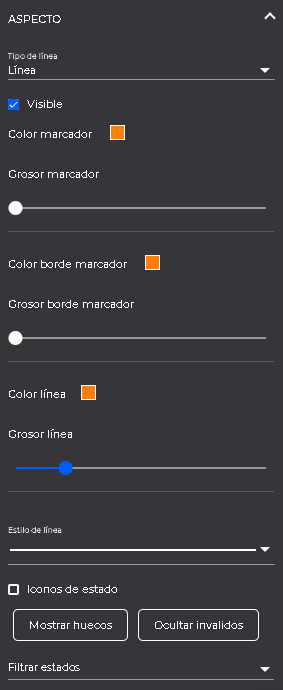 ASPECTO
Tipo de línea
Línea
Visible
Color marcador
Grosor marcador
Color borde marcador
Grosor borde marcador
Color línea
Grosor línea
Estilo de línea
Iconos de estado
Mostrar huecos
Ocultar invalidos
Filtrar estados